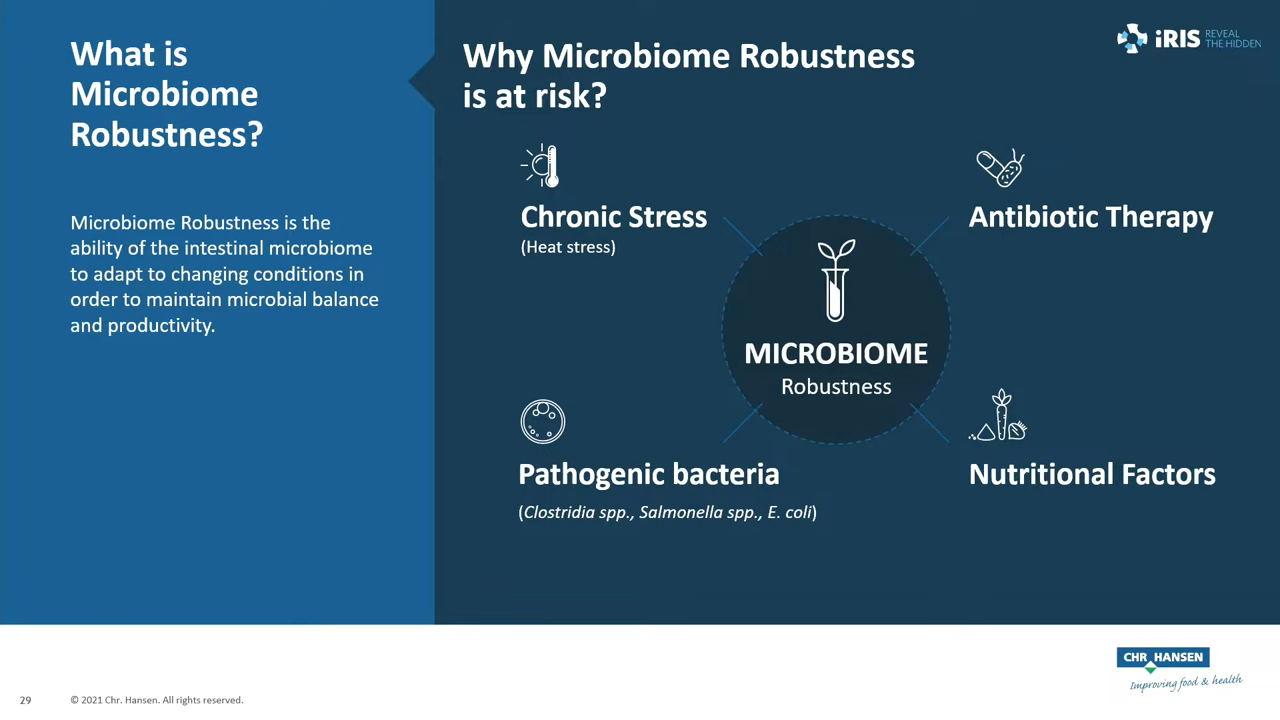 What is
Microbiome
Robustness?
Microbiome Robustness is the
ability of the intestinal microbiome
to adapt to changing conditions in
order to maintain microbial balance
and productivity.
Why Microbiome Robustness
is at risk?
iRIS REVEAL
THE HIDDEN
Chronic Stress
(Heat stress)
Antibiotic Therapy
MICROBIOME
Robustness
Pathogenic bacteria
(Clostridia spp., Salmonella spp., E. coli)
Nutritional Factors
CHR HANSEN
Improving food & health
29
© 2021 Chr. Hansen. All rights reserved.